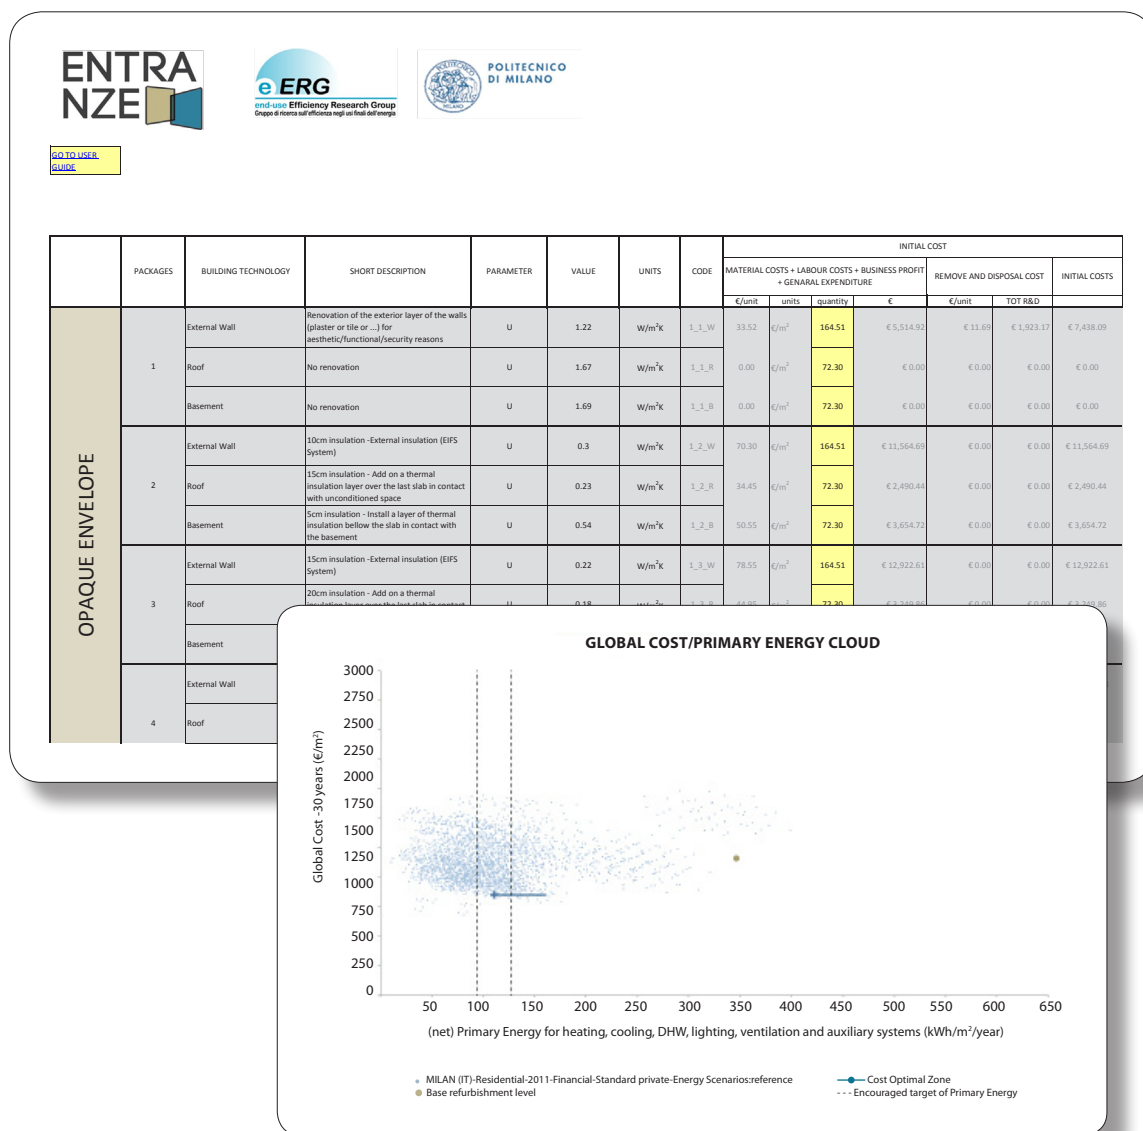 ENTRA
NZE
eERG
end-use Efficiency Research Group
Gruppo di ricerca sull'efficienza negli usi finali dell'energia
POLITECNICO
DI MILANO
GO TO USER
GUIDE
INITIAL COST
PACKAGES BUILDING TECHNOLOGY SHORT DESCRIPTION PARAMETER VALUE UNITS CODE MATERIAL COSTS + LABOUR COSTS + BUSINESS PROFIT REMOVE AND DISPOSAL COST INITIAL COSTS
+ GENARAL EXPENDITURE
€/unit units quantity € €/unit TOT R&D
OPAQUE ENVELOPE
1
External Wall
Renovation of the exterior layer of the walls
(plaster or tile or ...) for
aesthetic/functional/security reasons
U 1.22 W/m²K 1_1_W 33.52 €/m² 164.51 € 5,514.92 € 11.69 € 1,923.17 € 7,438.09
Roof No renovation U 1.67 W/m²K 1_1_R 0.00 €/m² 72.30 € 0.00 € 0.00 € 0.00 € 0.00
Basement No renovation U 1.69 W/m²K 1_1_B 0.00 €/m² 72.30 € 0.00 € 0.00 € 0.00 € 0.00
2
External Wall
10cm insulation -External insulation (EIFS
System)
U 0.3 W/m²K 1_2_W 70.30 €/m² 164.51 € 11,564.69 € 0.00 € 0.00 € 11,564.69
Roof
15cm insulation - Add on a thermal
insulation layer over the last slab in contact
with unconditioned space
U 0.23 W/m²K 1_2_R 34.45 €/m² 72.30 € 2,490.44 € 0.00 € 0.00 € 2,490.44
Basement
5cm insulation - Install a layer of thermal
insulation bellow the slab in contact with
the basement
U 0.54 W/m²K 1_2_B 50.55 €/m² 72.30 € 3,654.72 € 0.00 € 0.00 € 3,654.72
3
External Wall
15cm insulation -External insulation (EIFS
System)
U 0.22 W/m²K 1_3_W 78.55 €/m² 164.51 € 12,922.61 € 0.00 € 0.00 € 12,922.61
Roof
20cm insulation - Add on a thermal
Basement
4
External Wall
Roof
GLOBAL COST/PRIMARY ENERGY CLOUD
Global Cost -30 years (€/m²)
3000
2750
2500
2250
2000
1750
1500
1250
1000
750
500
250
0
50 100 150 200 250 300 350 400 450 500 550 600 650
(net) Primary Energy for heating, cooling, DHW, lighting, ventilation and auxiliary systems (kWh/m²/year)
MILAN (IT)-Residential-2011-Financial-Standard private-Energy Scenarios:reference
Base refurbishment level
Cost Optimal Zone
Encouraged target of Primary Energy